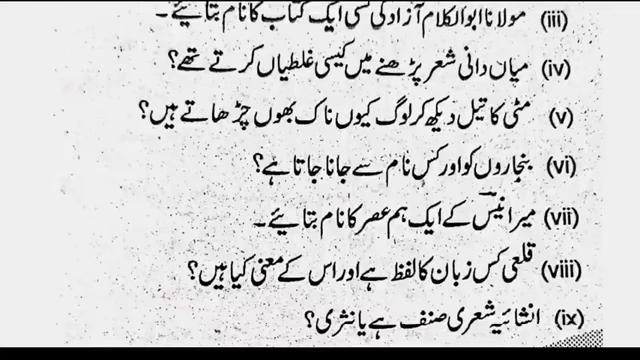 (iii) مولانا ابوالکلام آزاد کی کسی ایک کتاب کا نام بتائیے۔
(iv) میاں دانی شعر پڑھنے میں کیسی غلطیاں کرتے تھے؟
(v) مٹی کا تیل دیکھ کر لوگ کیوں ناک بھوں چڑھاتے ہیں؟
(vi) بنجاروں کو اور کس نام سے جانا جاتا ہے؟
(vii) میر انیس کے ایک ہم عصر کا نام بتائیے۔
(viii) قلعی کس زبان کا لفظ ہے اور اس کے معنی کیا ہیں؟
(ix) انشائیہ شعری صنف ہے یا نثری؟